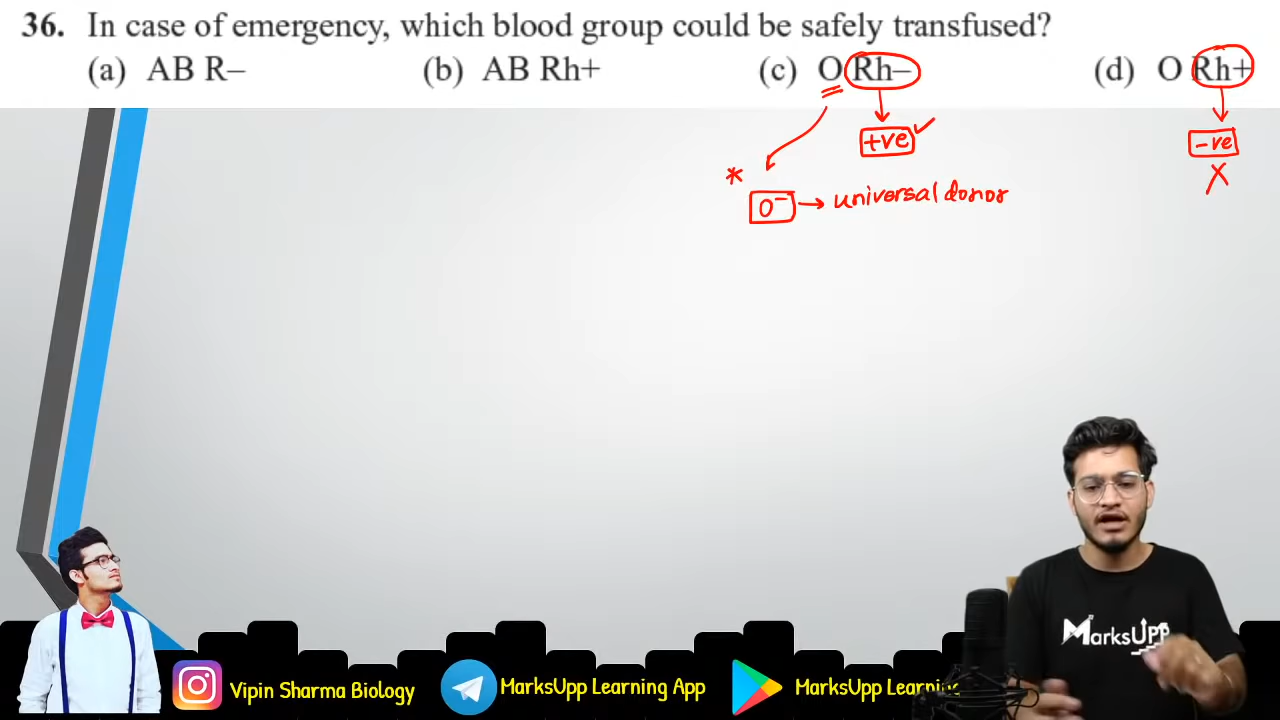 36. In case of emergency, which blood group could be safely transfused?
(a) AB R– (b) AB Rh+ (c) O Rh– (d) O Rh+
+ve ✓
-ve
X
*
O⁻ → universal donor
MARKSUPP
Vipin Sharma Biology
MarksUpp Learning App
MarksUpp Learning